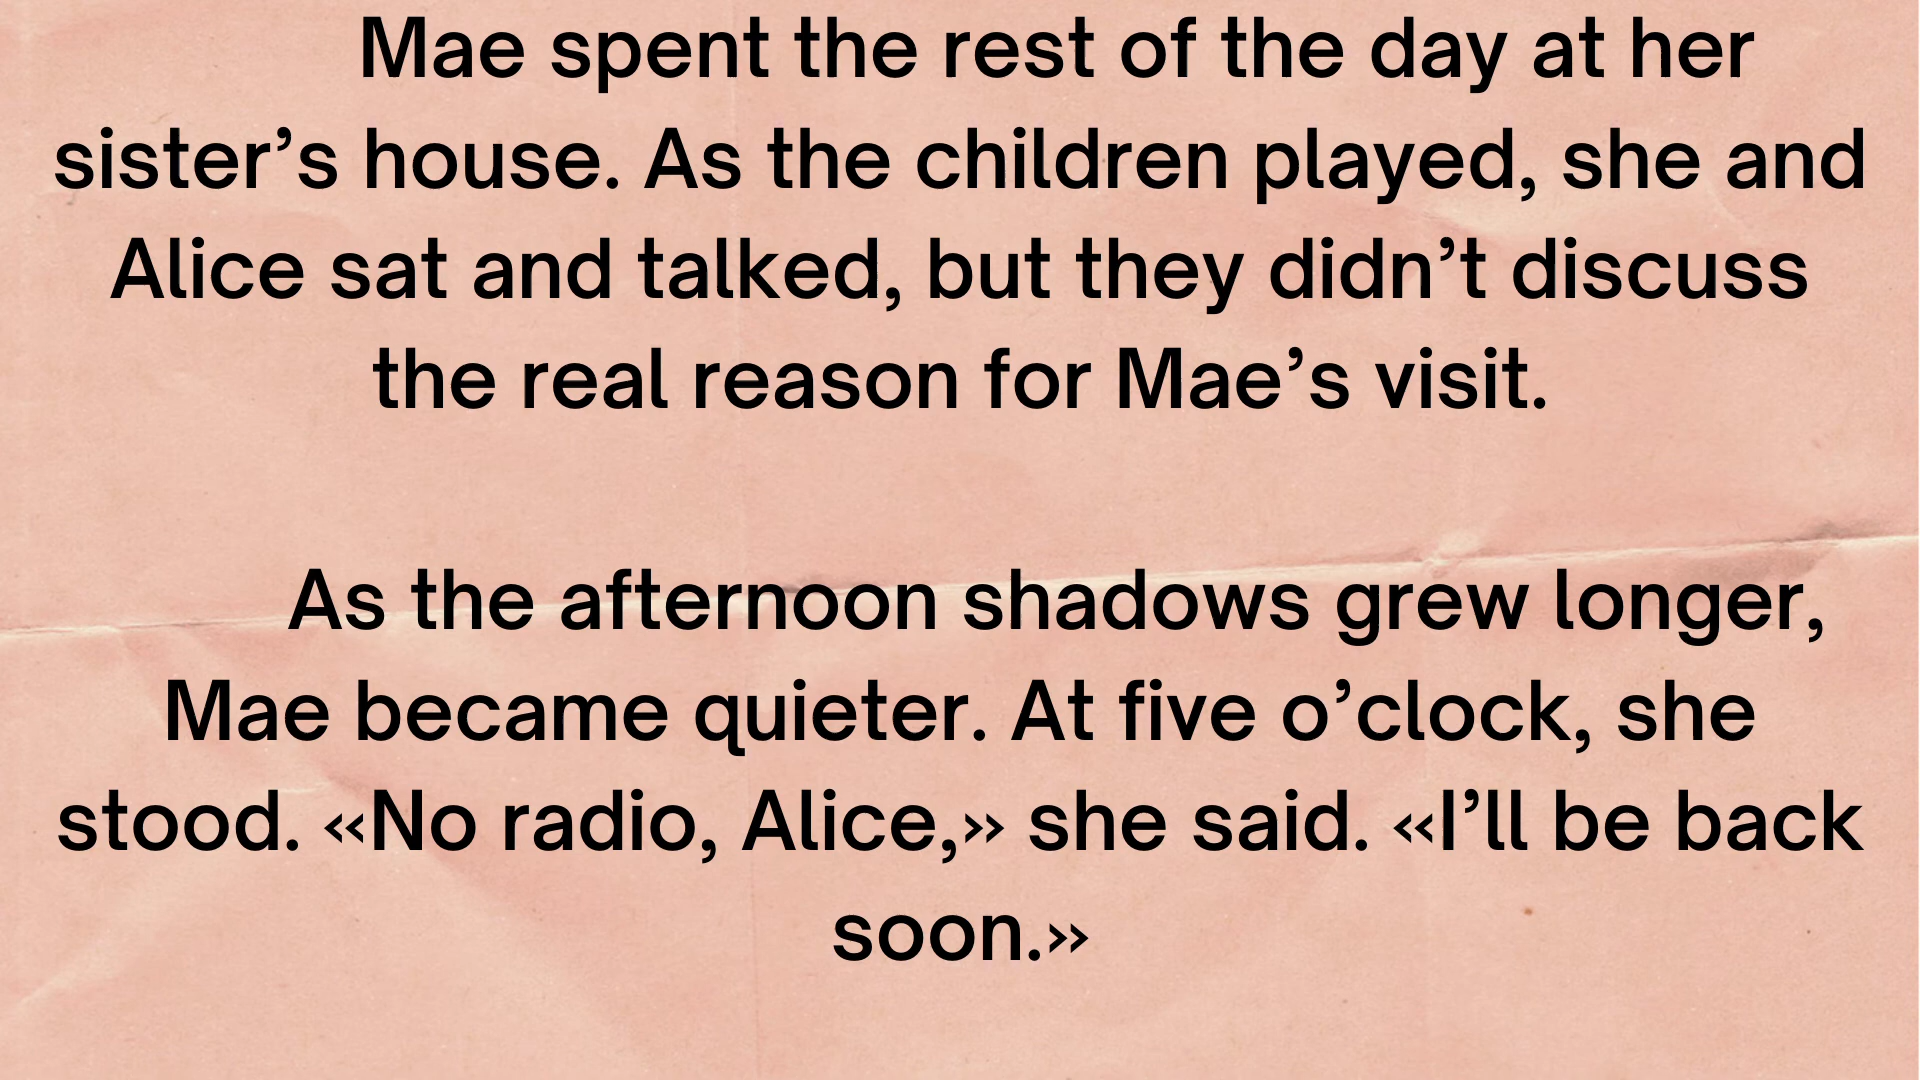 Mae spent the rest of the day at her
sister’s house. As the children played, she and
Alice sat and talked, but they didn’t discuss
the real reason for Mae’s visit.
As the afternoon shadows grew longer,
Mae became quieter. At five o’clock, she
stood. «No radio, Alice,» she said. «I’ll be back
soon.»